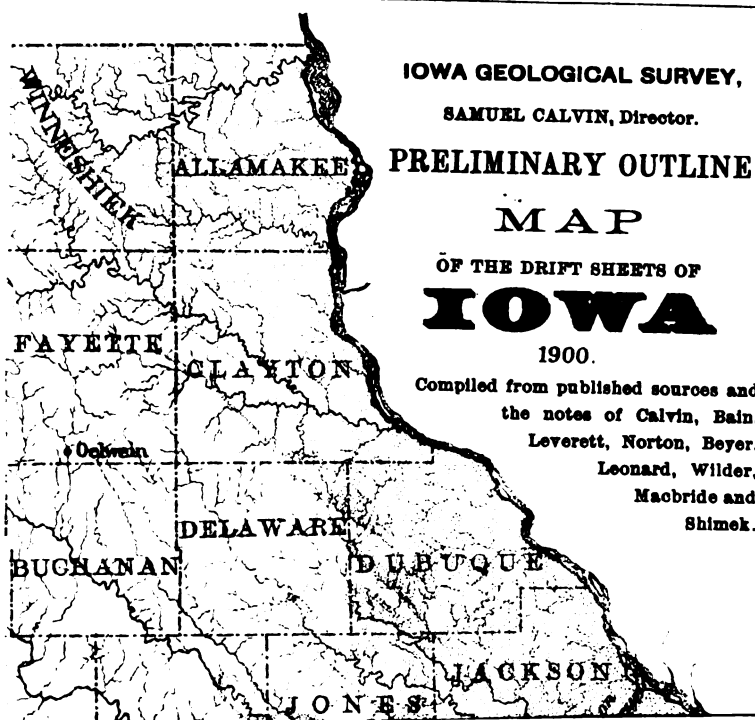 IOWA GEOLOGICAL SURVEY,
SAMUEL CALVIN, Director.
PRELIMINARY OUTLINE
MAP
OF THE DRIFT SHEETS OF
IOWA
1900.
Compiled from published sources and
the notes of Calvin, Bain
Leverett, Norton, Beyer.
Leonard, Wilder,
Macbride and
Shimek.
WINNESHIEK
ALLAMAKEE
FAYETTE
CLAYTON
Oelwein
DELAWARE
BUCHANAN
DUBUQUE
JACKSON
JONES